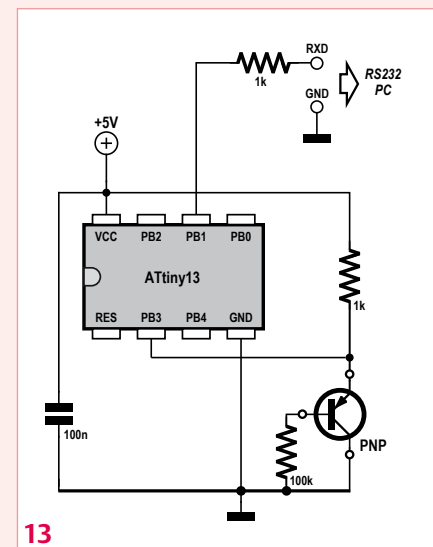 RXD
1k
RS232
PC
GND
+5V
VCC PB2 PB1 PB0
ATtiny13
RES PB3 PB4 GND
1k
100n
100k
PNP
13